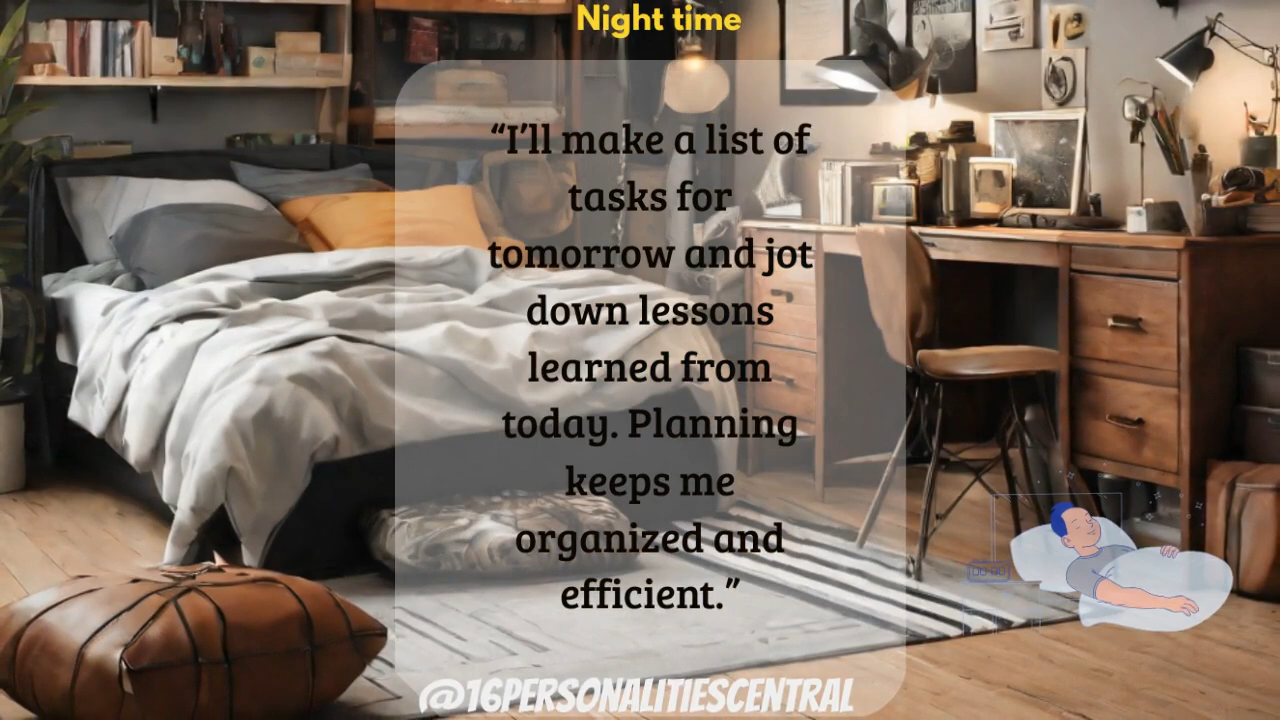 Night time
“I’ll make a list of
tasks for
tomorrow and jot
down lessons
learned from
today. Planning
keeps me
organized and
efficient.”
@16PERSONALITIESCENTRAL